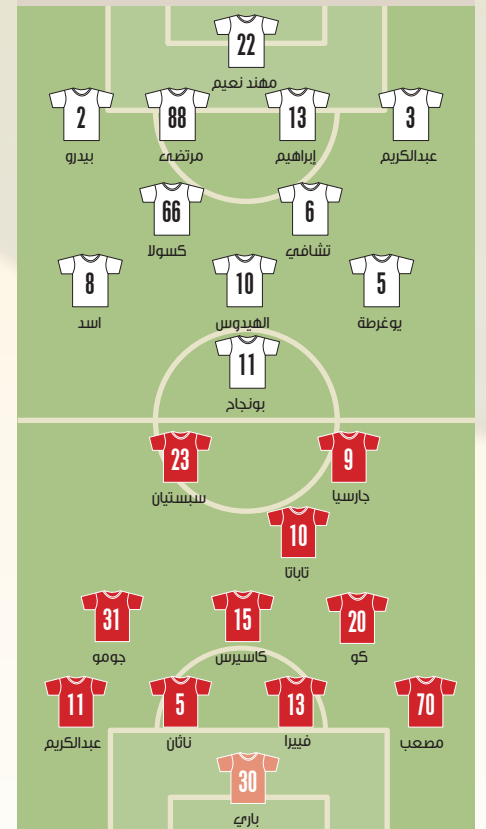 22
مهند نعيم
3 13 88 2
عبدالكريم إبراهيم مرتضى بيدرو
6 66
تشافي كسولا
5 10 8
يوغرطة الهيدوس اسد
11
بونجاح
9 23
جارسيا سبستيان
10
تاباتا
20 15 31
كو كاسيرس جومو
70 13 5 11
مصعب فييرا ناثان عبدالكريم
30
باري